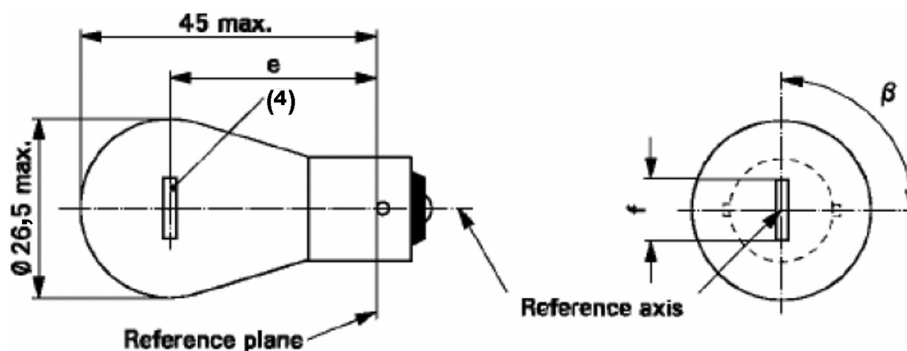 45 max.
e
(4)
β
Ø 26,5 max.
f
Reference axis
Reference plane